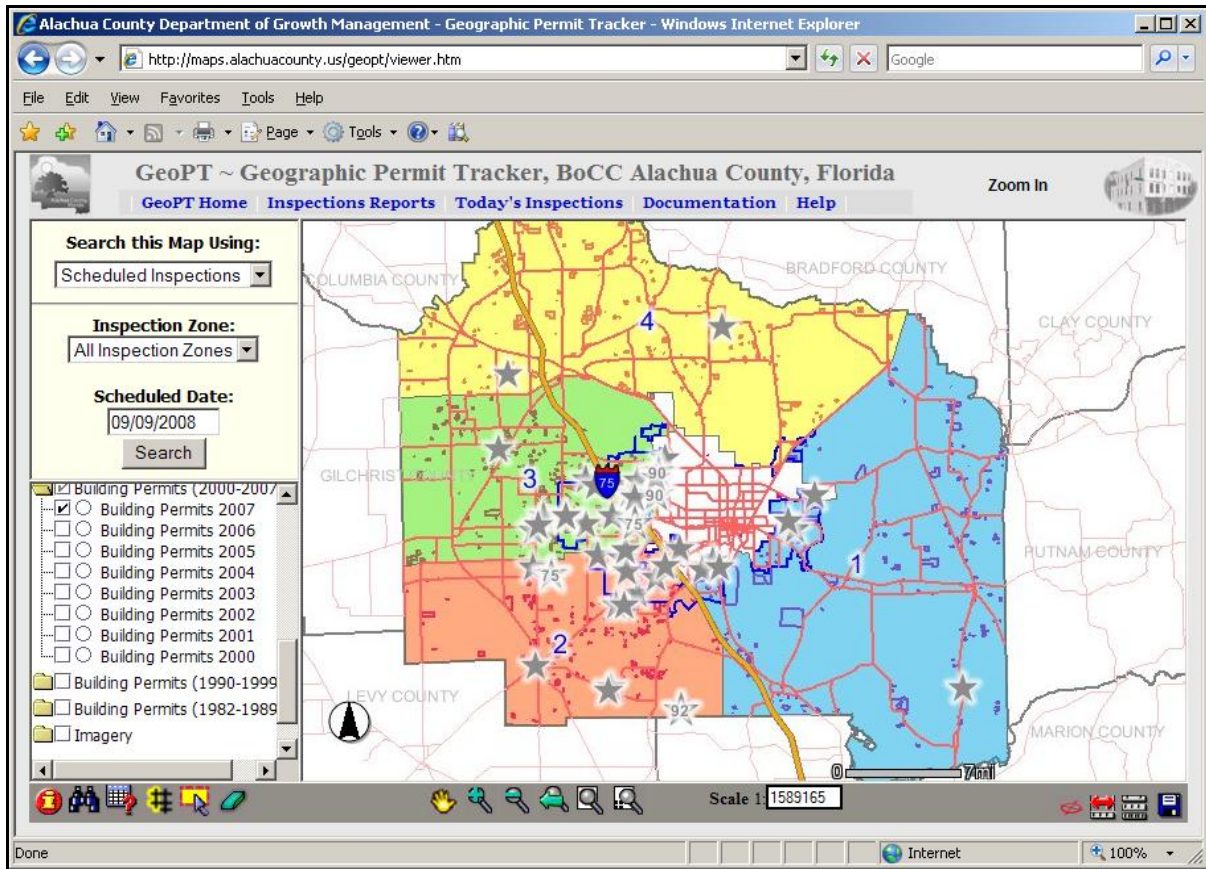 Alachua County Department of Growth Management - Geographic Permit Tracker - Windows Internet Explorer
http://maps.alachuacounty.us/geopt/viewer.htm
Google
File Edit View Favorites Tools Help
Page Tools
GeoPT ~ Geographic Permit Tracker, BoCC Alachua County, Florida
Zoom In
GeoPT Home Inspections Reports Today's Inspections Documentation Help
Search this Map Using:
Scheduled Inspections
Inspection Zone:
All Inspection Zones
Scheduled Date:
09/09/2008
Search
Building Permits (2000-2007
Building Permits 2007
Building Permits 2006
Building Permits 2005
Building Permits 2004
Building Permits 2003
Building Permits 2002
Building Permits 2001
Building Permits 2000
Building Permits (1990-1999
Building Permits (1982-1989
Imagery
COLUMBIA COUNTY
BRADFORD COUNTY
CLAY COUNTY
4
GILCHRIST COUNTY
3
75
90
90
75
75
1
PUTNAM COUNTY
2
LEVY COUNTY
92
MARION COUNTY
0 7mi
Scale 1: 1589165
Done
Internet
100%